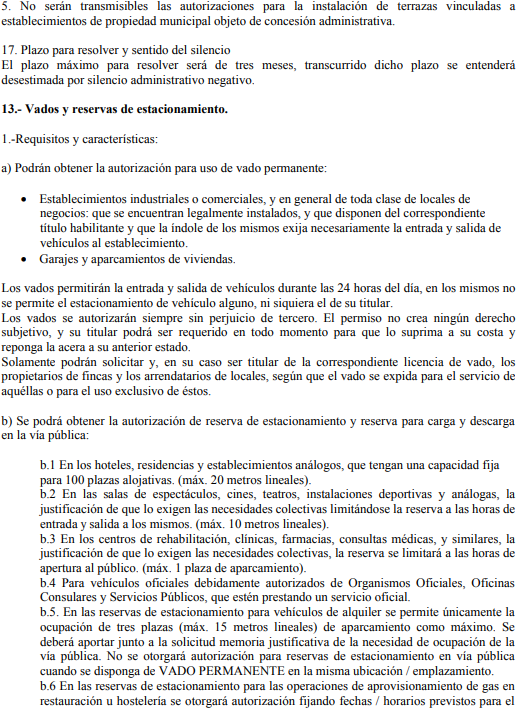 5. No serán transmisibles las autorizaciones para la instalación de terrazas vinculadas a
establecimientos de propiedad municipal objeto de concesión administrativa.
17. Plazo para resolver y sentido del silencio
El plazo máximo para resolver será de tres meses, transcurrido dicho plazo se entenderá
desestimada por silencio administrativo negativo.
13.- Vados y reservas de estacionamiento.
1.-Requisitos y características:
a) Podrán obtener la autorización para uso de vado permanente:
• Establecimientos industriales o comerciales, y en general de toda clase de locales de
negocios: que se encuentran legalmente instalados, y que disponen del correspondiente
título habilitante y que la índole de los mismos exija necesariamente la entrada y salida de
vehículos al establecimiento.
• Garajes y aparcamientos de viviendas.
Los vados permitirán la entrada y salida de vehículos durante las 24 horas del día, en los mismos no
se permite el estacionamiento de vehículo alguno, ni siquiera el de su titular.
Los vados se autorizarán siempre sin perjuicio de tercero. El permiso no crea ningún derecho
subjetivo, y su titular podrá ser requerido en todo momento para que lo suprima a su costa y
reponga la acera a su anterior estado.
Solamente podrán solicitar y, en su caso ser titular de la correspondiente licencia de vado, los
propietarios de fincas y los arrendatarios de locales, según que el vado se expida para el servicio de
aquéllas o para el uso exclusivo de éstos.
b) Se podrá obtener la autorización de reserva de estacionamiento y reserva para carga y descarga
en la vía pública:
b.1 En los hoteles, residencias y establecimientos análogos, que tengan una capacidad fija
para 100 plazas alojativas. (máx. 20 metros lineales).
b.2 En las salas de espectáculos, cines, teatros, instalaciones deportivas y análogas, la
justificación de que lo exigen las necesidades colectivas limitándose la reserva a las horas de
entrada y salida a los mismos. (máx. 10 metros lineales).
b.3 En los centros de rehabilitación, clínicas, farmacias, consultas médicas, y similares, la
justificación de que lo exigen las necesidades colectivas, la reserva se limitará a las horas de
apertura al público. (máx. 1 plaza de aparcamiento).
b.4 Para vehículos oficiales debidamente autorizados de Organismos Oficiales, Oficinas
Consulares y Servicios Públicos, que estén prestando un servicio oficial.
b.5. En las reservas de estacionamiento para vehículos de alquiler se permite únicamente la
ocupación de tres plazas (máx. 15 metros lineales) de aparcamiento como máximo. Se
deberá aportar junto a la solicitud memoria justificativa de la necesidad de ocupación de la
vía pública. No se otorgará autorización para reservas de estacionamiento en vía pública
cuando se disponga de VADO PERMANENTE en la misma ubicación / emplazamiento.
b.6 En las reservas de estacionamiento para las operaciones de aprovisionamiento de gas en
restauración u hostelería se otorgará autorización fijando fechas / horarios previstos para el